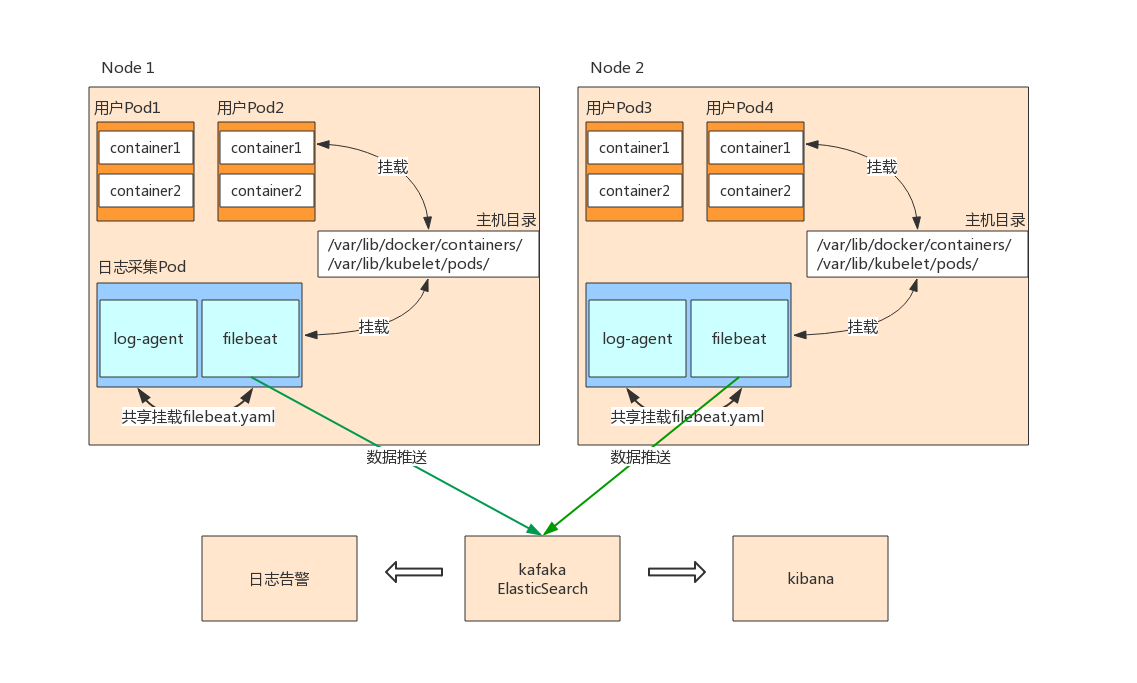 Node 1
用户Pod1
用户Pod2
container1
container2
container1
container2
挂载
主机目录
/var/lib/docker/containers/
/var/lib/kubelet/pods/
日志采集Pod
log-agent
filebeat
挂载
共享挂载filebeat.yaml
Node 2
用户Pod3
用户Pod4
container1
container2
container1
container2
挂载
主机目录
/var/lib/docker/containers/
/var/lib/kubelet/pods/
log-agent
filebeat
挂载
共享挂载filebeat.yaml
数据推送
数据推送
日志告警
kafaka
ElasticSearch
kibana